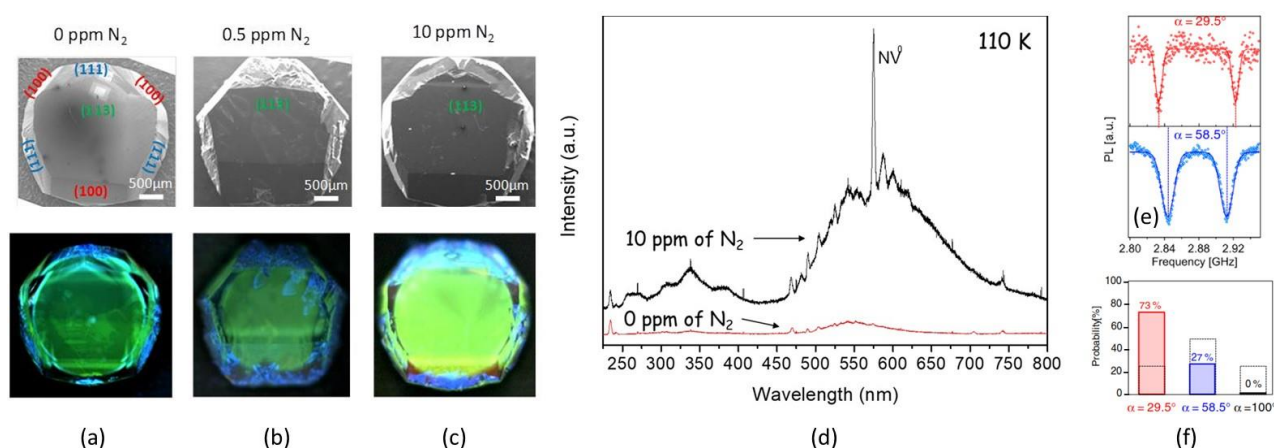 0 ppm N₂
0.5 ppm N₂
10 ppm N₂
(100)
(111)
(100)
(113)
(100)
500µm
(113)
500µm
(113)
500µm
(a)
(b)
(c)
110 K
NV⁰
10 ppm of N₂
0 ppm of N₂
Intensity (a.u.)
250 300 350 400 450 500 550 600 650 700 750 800
Wavelength (nm)
(d)
α = 29.5°
α = 58.5°
PL [a.u.]
(e)
2.80 2.84 2.88 2.92
Frequency [GHz]
Probability[%]
100
80
60
40
20
0
73 %
27 %
0 %
α = 29.5° α = 58.5° α=100°
(f)